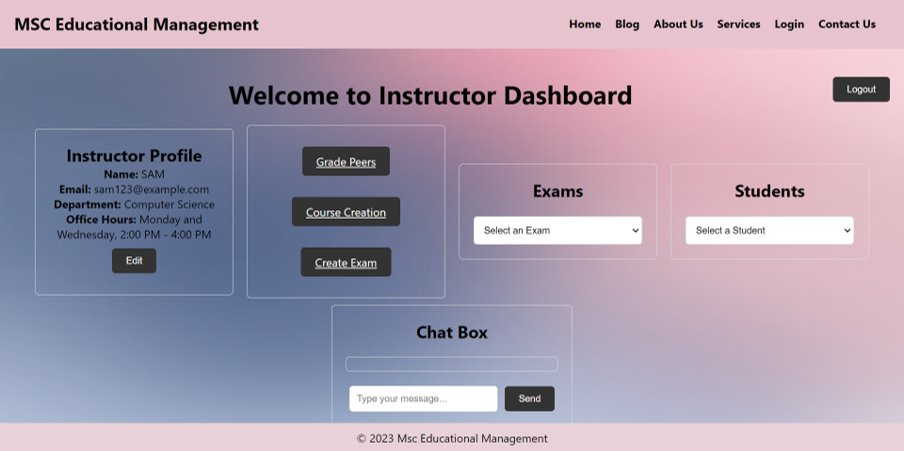 MSC Educational Management
Home Blog About Us Services Login Contact Us
Welcome to Instructor Dashboard
Logout
Instructor Profile
Name: SAM
Email: sam123@example.com
Department: Computer Science
Office Hours: Monday and
Wednesday, 2:00 PM - 4:00 PM
Edit
Grade Peers
Course Creation
Create Exam
Exams
Select an Exam
Students
Select a Student
Chat Box
Type your message...
Send
© 2023 Msc Educational Management